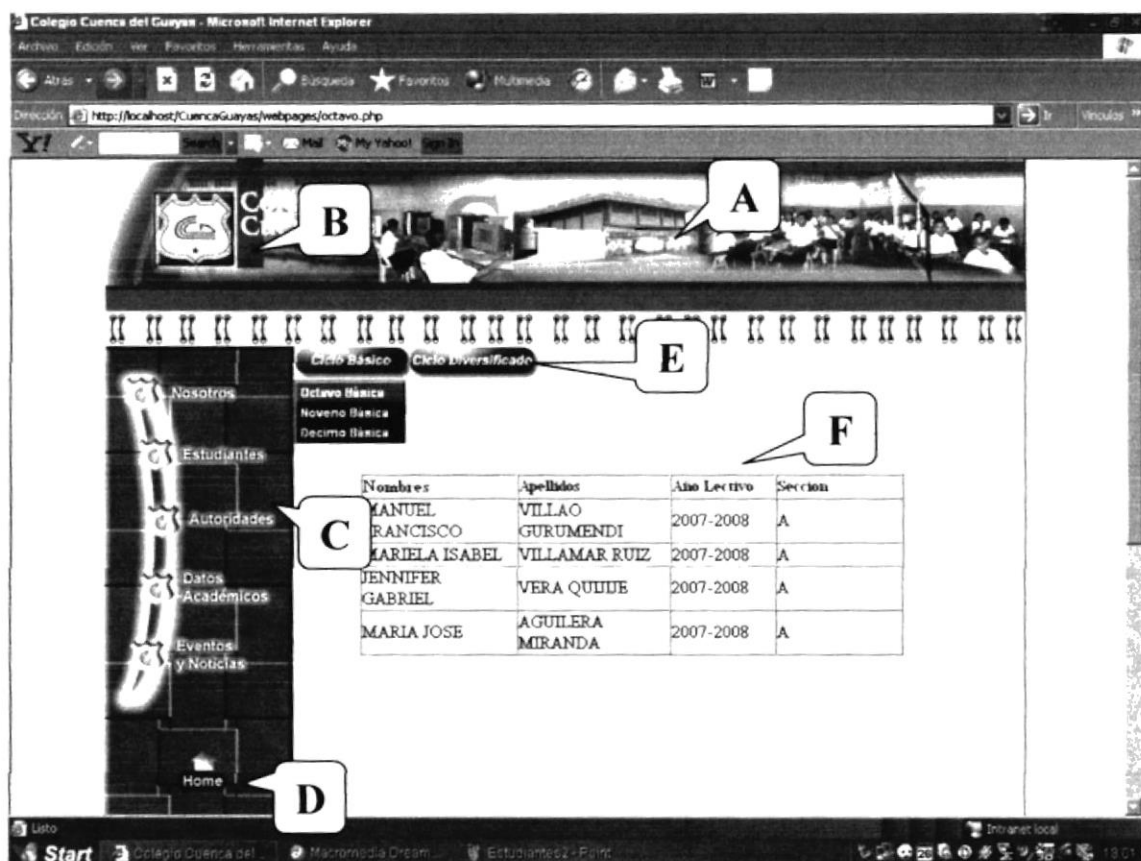 Colegio Cuenca del Guayas - Microsoft Internet Explorer
Archivo Edición Ver Favoritos Herramientas Ayuda
Atrás Búsqueda Favoritos Multimedia
Dirección http://localhost/CuencaGuayas/webpages/octavo.php Ir Vínculos
Y! Search Mail My Yahoo! Sign In
A
B
Ciclo Básico Ciclo Diversificado
E
Octavo Básica
Noveno Básica
Decimo Básica
F
Nosotros
Estudiantes
Autoridades
C
Datos
Académicos
Eventos
y Noticias
Home
D
Nombres Apellidos Año Lectivo Seccion
MANUEL FRANCISCO VILLAO GURUMENDI 2007-2008 A
MARIELA ISABEL VILLAMAR RUIZ 2007-2008 A
JENNIFER GABRIEL VERA QUIJIJE 2007-2008 A
MARIA JOSE AGUILERA MIRANDA 2007-2008 A
Listo Intranet local
Start Colegio Cuenca del ... Macromedia Dream... Estudiantes2 - Paint